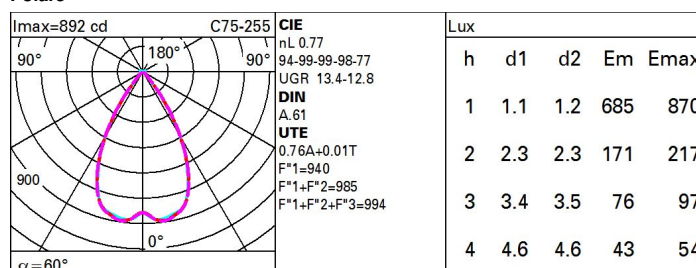 Imax=892 cd C75-255
90° 180° 90°
900
0°
α=60°
CIE
nL 0.77
94-99-99-98-77
UGR 13.4-12.8
DIN
A.61
UTE
0.76A+0.01T
F"1=940
F"1+F"2=985
F"1+F"2+F"3=994
Lux
h d1 d2 Em Emax
1 1.1 1.2 685 870
2 2.3 2.3 171 217
3 3.4 3.5 76 97
4 4.6 4.6 43 54